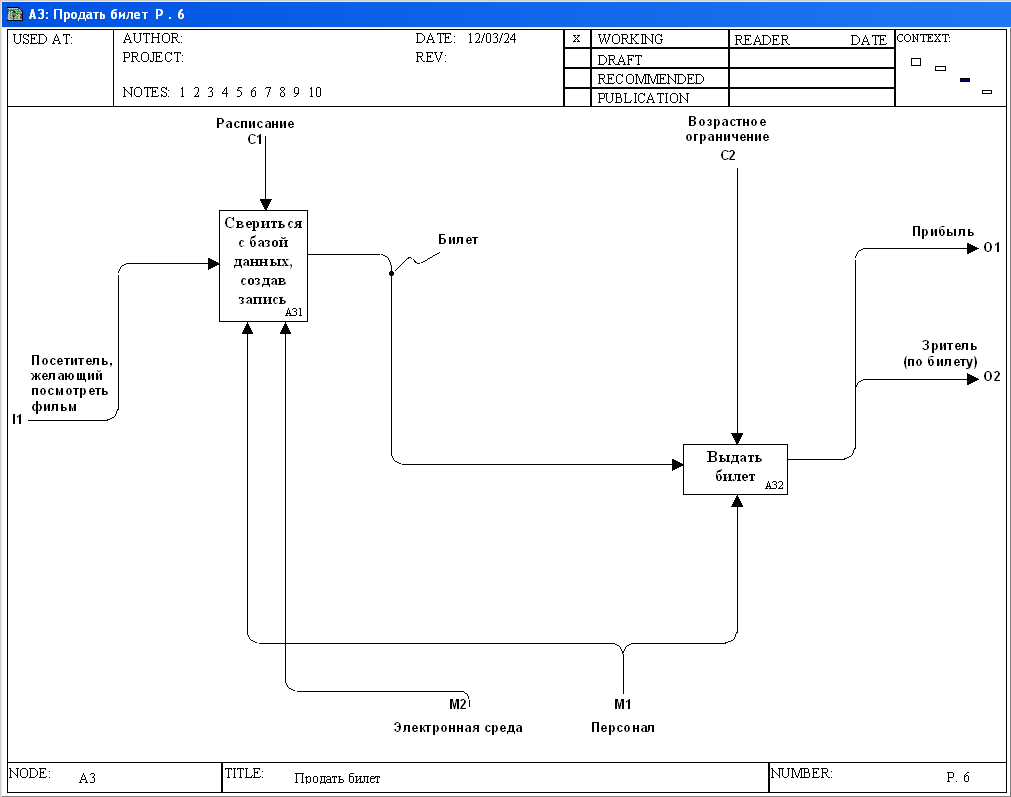 А3: Продать билет P . 6
USED AT:
AUTHOR:
DATE: 12/03/24
PROJECT:
REV:
NOTES: 1 2 3 4 5 6 7 8 9 10
X
WORKING
DRAFT
RECOMMENDED
PUBLICATION
READER
DATE
CONTEXT:
Расписание
C1
Возрастное
ограничение
C2
Свериться
с базой
данных,
создав
запись
A31
Билет
Прибыль
O1
Зритель
(по билету)
O2
Посетитель,
желающий
посмотреть
фильм
I1
Выдать
билет
A32
M2
Электронная среда
M1
Персонал
NODE:
A3
TITLE:
Продать билет
NUMBER:
P. 6